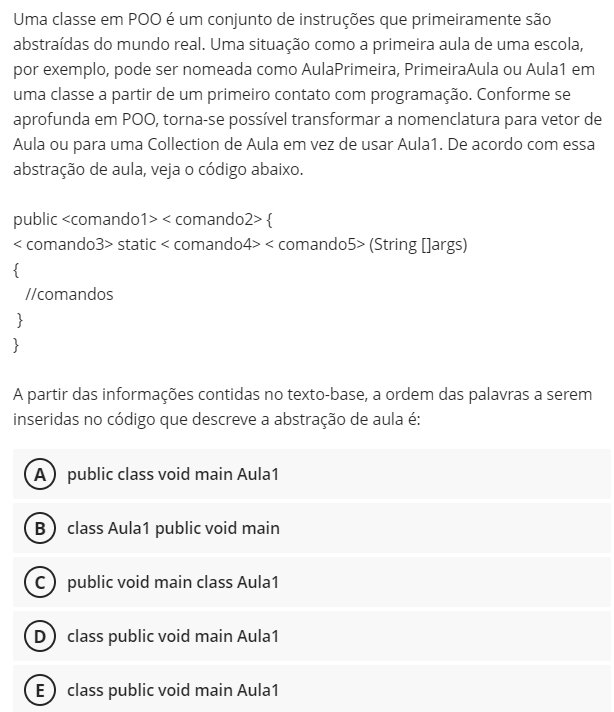 Uma classe em POO é um conjunto de instruções que primeiramente são
abstraídas do mundo real. Uma situação como a primeira aula de uma escola,
por exemplo, pode ser nomeada como AulaPrimeira, PrimeiraAula ou Aula1 em
uma classe a partir de um primeiro contato com programação. Conforme se
aprofunda em POO, torna-se possível transformar a nomenclatura para vetor de
Aula ou para uma Collection de Aula em vez de usar Aula1. De acordo com essa
abstração de aula, veja o código abaixo.
public <comando1> < comando2> {
< comando3> static < comando4> < comando5> (String []args)
{
//comandos
}
}
A partir das informações contidas no texto-base, a ordem das palavras a serem
inseridas no código que descreve a abstração de aula é:
A public class void main Aula1
B class Aula1 public void main
C public void main class Aula1
D class public void main Aula1
E class public void main Aula1